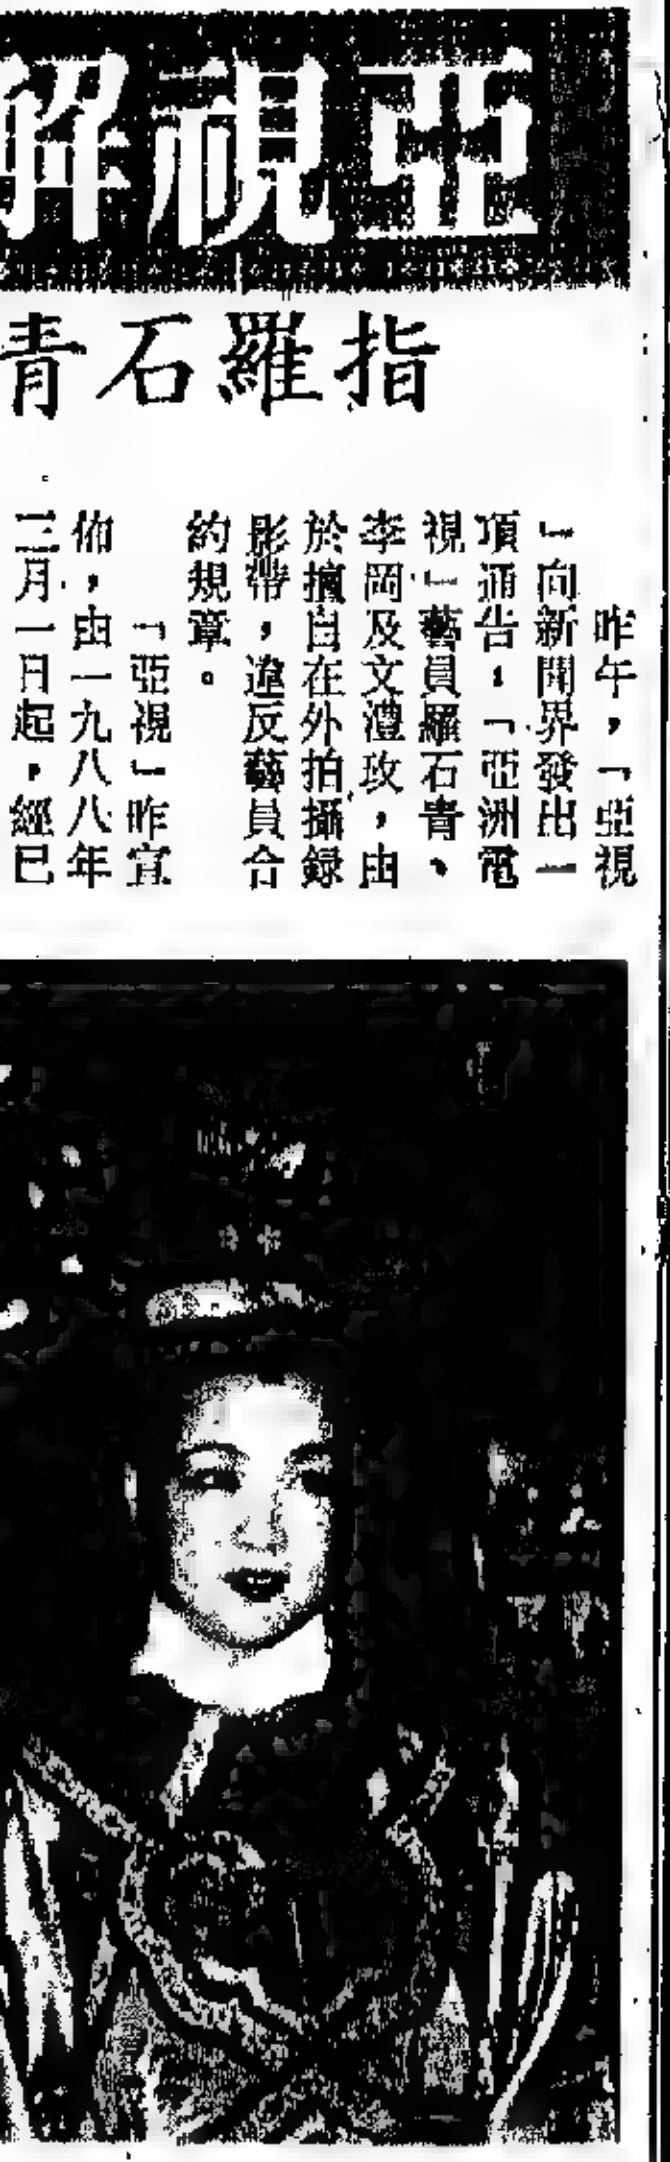 亞視解
指羅石青
昨午，「亞視
」向新聞界發出一
項通告，「亞洲電
視」藝員羅石青、
李岡及文澧玫，由
於擅自在外拍攝録
影帶，違反藝員合
約規章。
「亞視」昨宣
佈，由一九八八年
三月一日起，經已